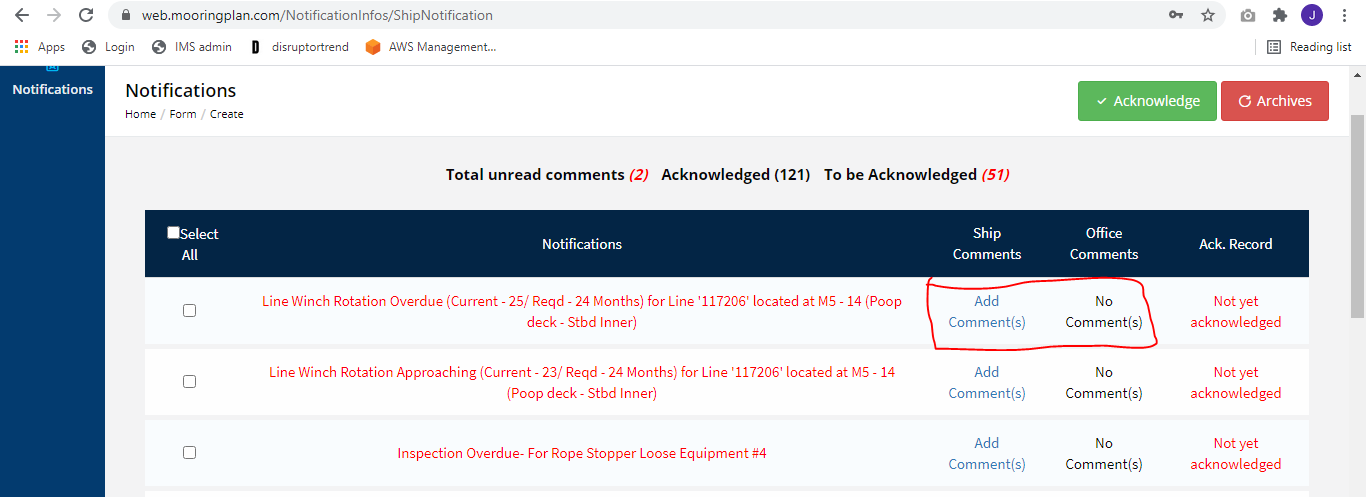 web.mooringplan.com/NotificationInfos/ShipNotification
J
Apps Login IMS admin D disruptortrend AWS Management... Reading list
Notifications
Notifications
Home / Form / Create
Acknowledge Archives
Total unread comments (2) Acknowledged (121) To be Acknowledged (51)
Select
All
Notifications
Ship
Comments
Office
Comments
Ack. Record
Line Winch Rotation Overdue (Current - 25/ Reqd - 24 Months) for Line '117206' located at M5 - 14 (Poop
deck - Stbd Inner)
Add
Comment(s)
No
Comment(s)
Not yet
acknowledged
Line Winch Rotation Approaching (Current - 23/ Reqd - 24 Months) for Line '117206' located at M5 - 14
(Poop deck - Stbd Inner)
Add
Comment(s)
No
Comment(s)
Not yet
acknowledged
Inspection Overdue- For Rope Stopper Loose Equipment #4
Add
Comment(s)
No
Comment(s)
Not yet
acknowledged